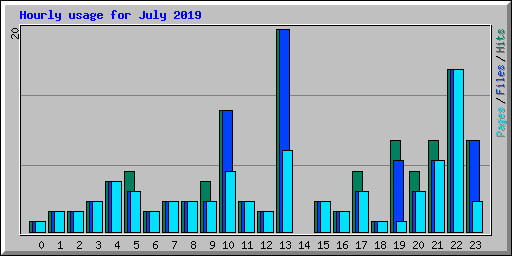 Hourly usage for July 2019
20
Pages/Files/Hits
0 1 2 3 4 5 6 7 8 9 10 11 12 13 14 15 16 17 18 19 20 21 22 23